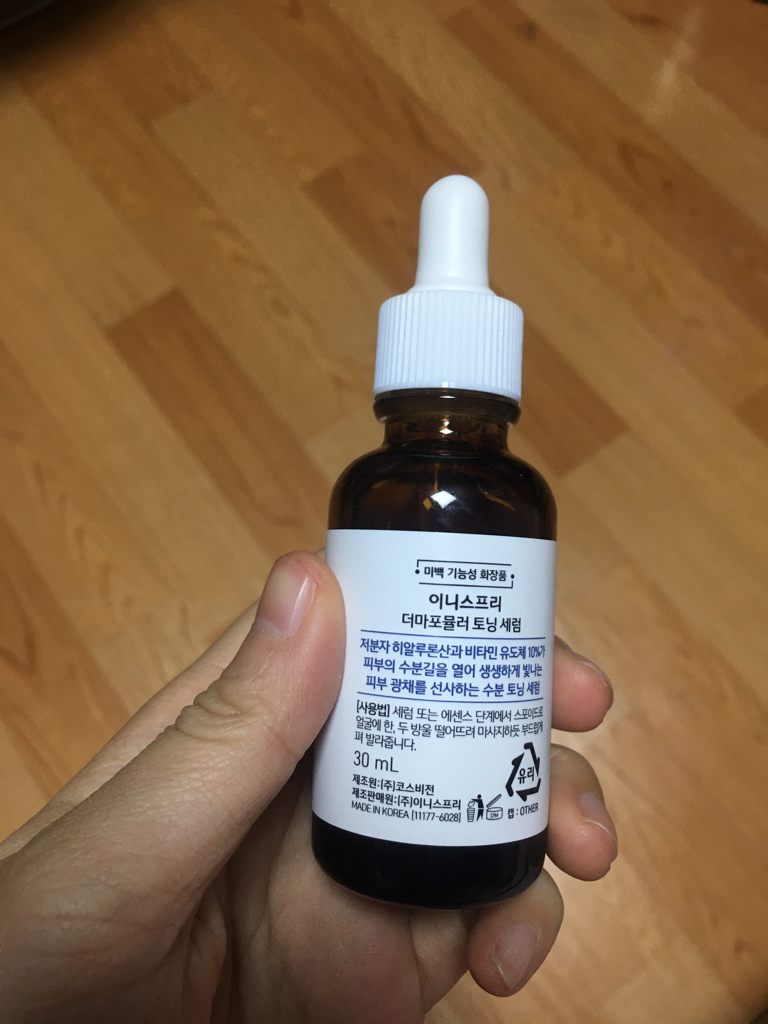 미백 기능성 화장품
이니스프리
더마포뮬러 토닝 세럼
저분자 히알루론산과 비타민 유도체 10%가
피부의 수분길을 열어 생생하게 빛나는
피부 광채를 선사하는 수분 토닝 세럼
[사용법] 세럼 또는 에센스 단계에서 스포이드로
얼굴에 한, 두 방울 떨어뜨려 마사지하듯 부드럽게
펴 발라줍니다.
30 mL
유리
제조원:(주)코스비전
제조판매원:(주)이니스프리
MADE IN KOREA [11177-6028]
12M
캡 : OTHER